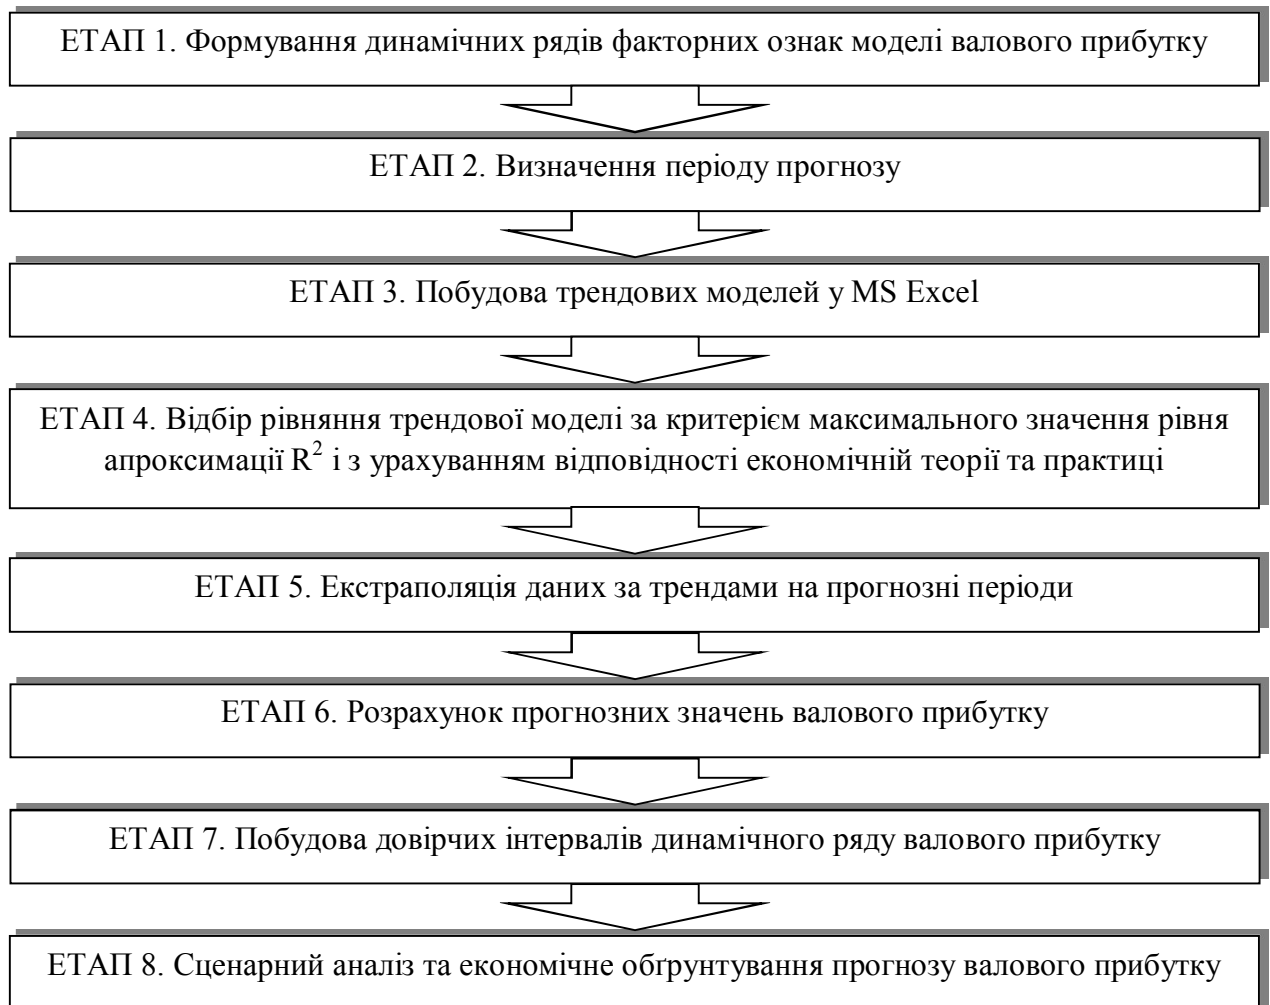 ЕТАП 1. Формування динамічних рядів факторних ознак моделі валового прибутку
ЕТАП 2. Визначення періоду прогнозу
ЕТАП 3. Побудова трендових моделей у MS Excel
ЕТАП 4. Відбір рівняння трендової моделі за критерієм максимального значення рівня
апроксимації R² і з урахуванням відповідності економічній теорії та практиці
ЕТАП 5. Екстраполяція даних за трендами на прогнозні періоди
ЕТАП 6. Розрахунок прогнозних значень валового прибутку
ЕТАП 7. Побудова довірчих інтервалів динамічного ряду валового прибутку
ЕТАП 8. Сценарний аналіз та економічне обґрунтування прогнозу валового прибутку